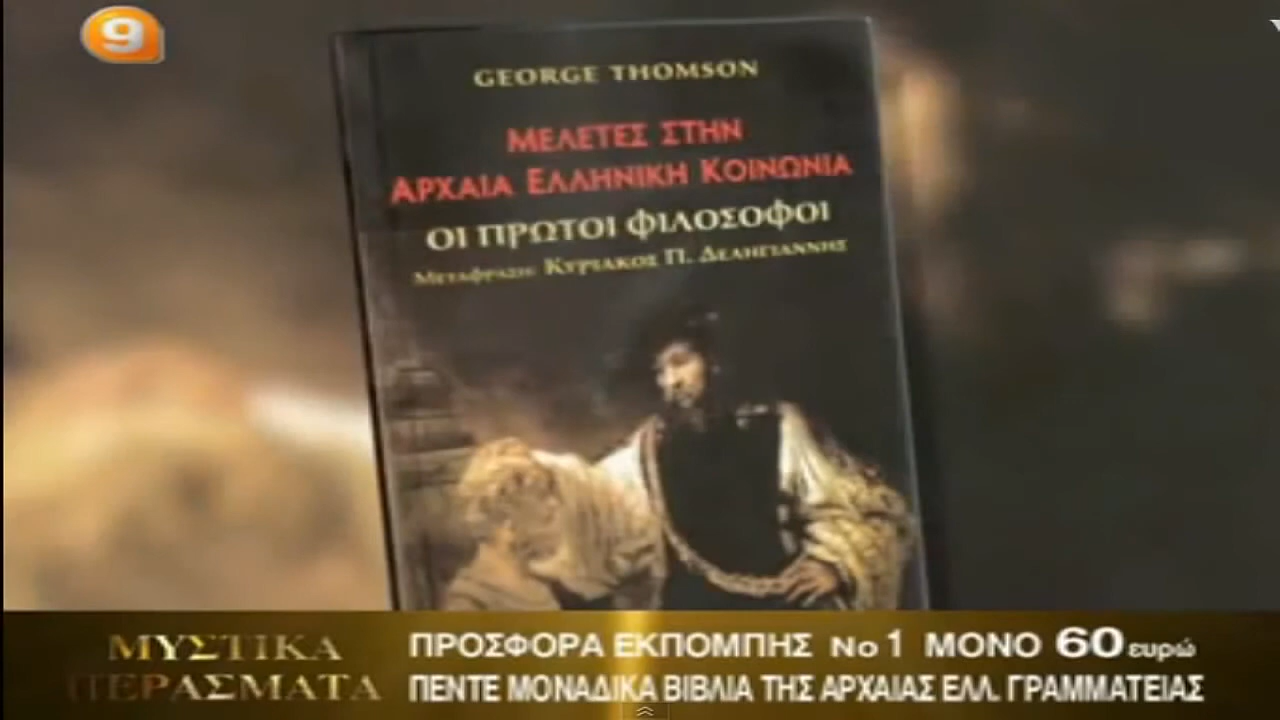 9
GEORGE THOMSON
ΜΕΛΕΤΕΣ ΣΤΗΝ
ΑΡΧΑΙΑ ΕΛΛΗΝΙΚΗ ΚΟΙΝΩΝΙΑ
ΟΙ ΠΡΩΤΟΙ ΦΙΛΟΣΟΦΟΙ
ΜΕΤΑΦΡΑΣΗ: ΚΥΡΙΑΚΟΣ Π. ΔΕΛΗΓΙΑΝΝΗΣ
ΜΥΣΤΙΚΑ
ΠΕΡΑΣΜΑΤΑ
ΠΡΟΣΦΟΡΑ ΕΚΠΟΜΠΗΣ Νο 1 ΜΟΝΟ 60 ευρώ
ΠΕΝΤΕ ΜΟΝΑΔΙΚΑ ΒΙΒΛΙΑ ΤΗΣ ΑΡΧΑΙΑΣ ΕΛΛ. ΓΡΑΜΜΑΤΕΙΑΣ